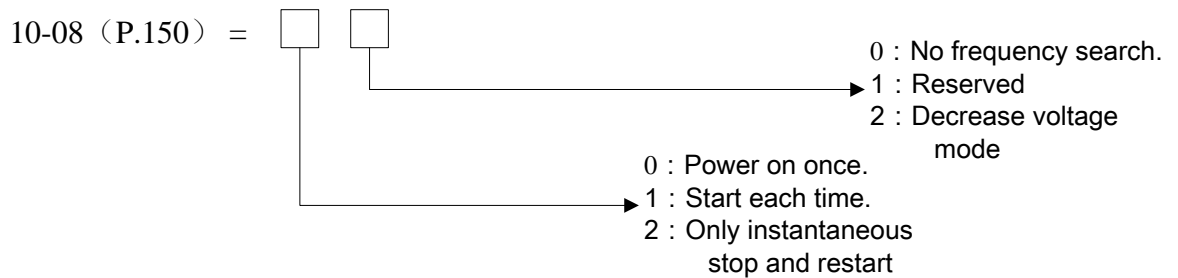 10-08（P.150） =
0：No frequency search.
1：Reserved
2：Decrease voltage
mode
0：Power on once.
1：Start each time.
2：Only instantaneous
stop and restart